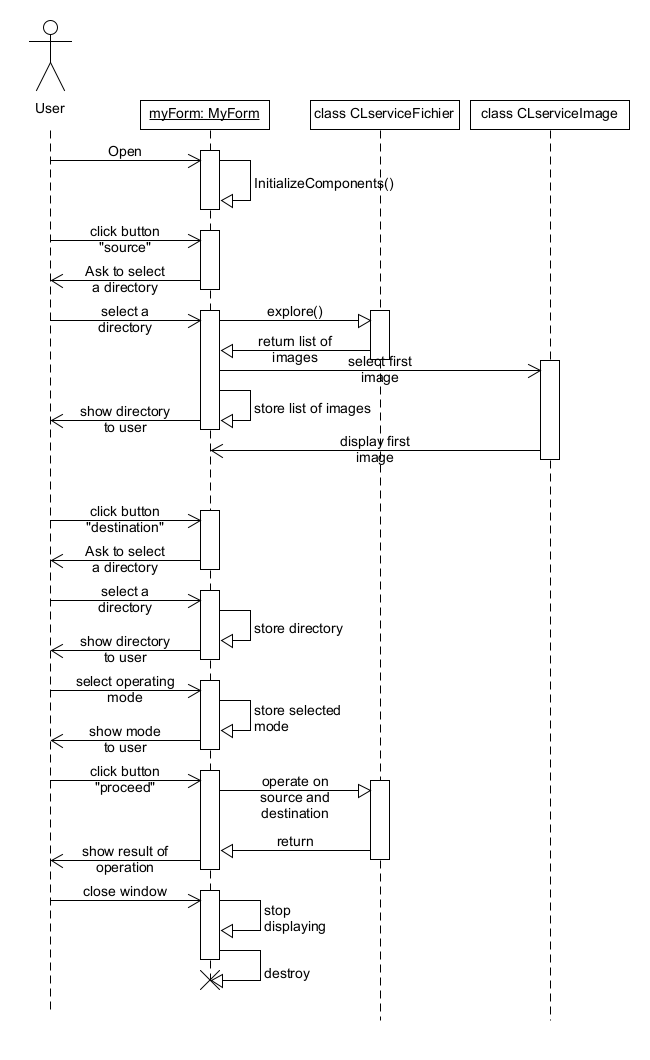 User
myForm: MyForm
class CLserviceFichier
class CLserviceImage
Open
InitializeComponents()
click button
"source"
Ask to select
a directory
select a
directory
explore()
return list of
images
select first
image
store list of images
show directory
to user
display first
image
click button
"destination"
Ask to select
a directory
select a
directory
store directory
show directory
to user
select operating
mode
store selected
mode
show mode
to user
click button
"proceed"
operate on
source and
destination
return
show result of
operation
close window
stop
displaying
destroy